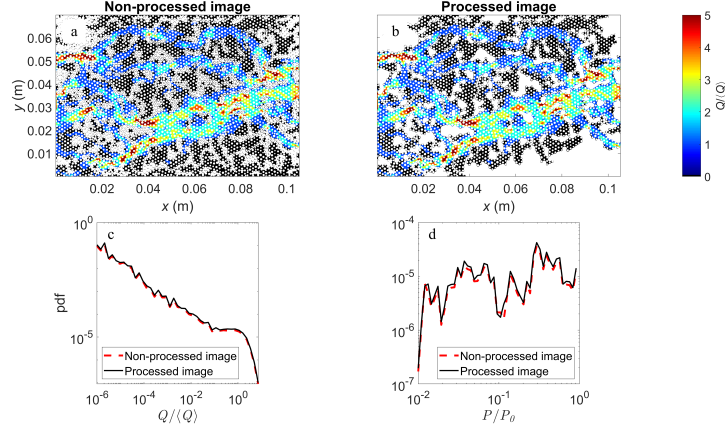 Non-processed image
Processed image
a
b
0.06
0.05
0.04
0.03
0.02
0.01
y (m)
0.02
0.04
0.06
0.08
0.1
x (m)
0.02
0.04
0.06
0.08
0.1
x (m)
5
4
3
2
1
0
Q/⟨Q⟩
c
10^0
10^-5
pdf
Non-processed image
Processed image
10^-6
10^-4
10^-2
10^0
Q/⟨Q⟩
d
10^-4
10^-5
10^-6
10^-7
Non-processed image
Processed image
10^-2
10^-1
10^0
P/P_0